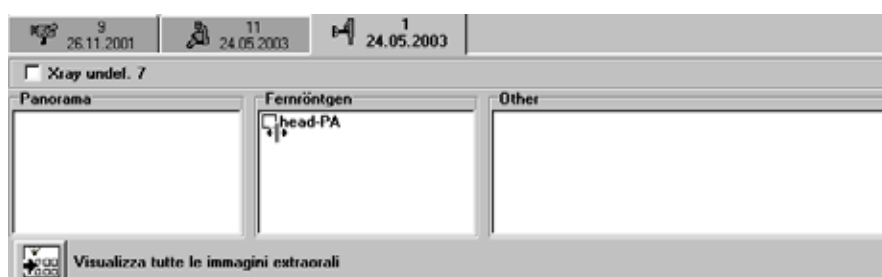 9
26.11.2001
11
24.05.2003
1
24.05.2003
Xray undef. 7
Panorama
Fernröntgen
Other
head-PA
Visualizza tutte le immagini extraorali